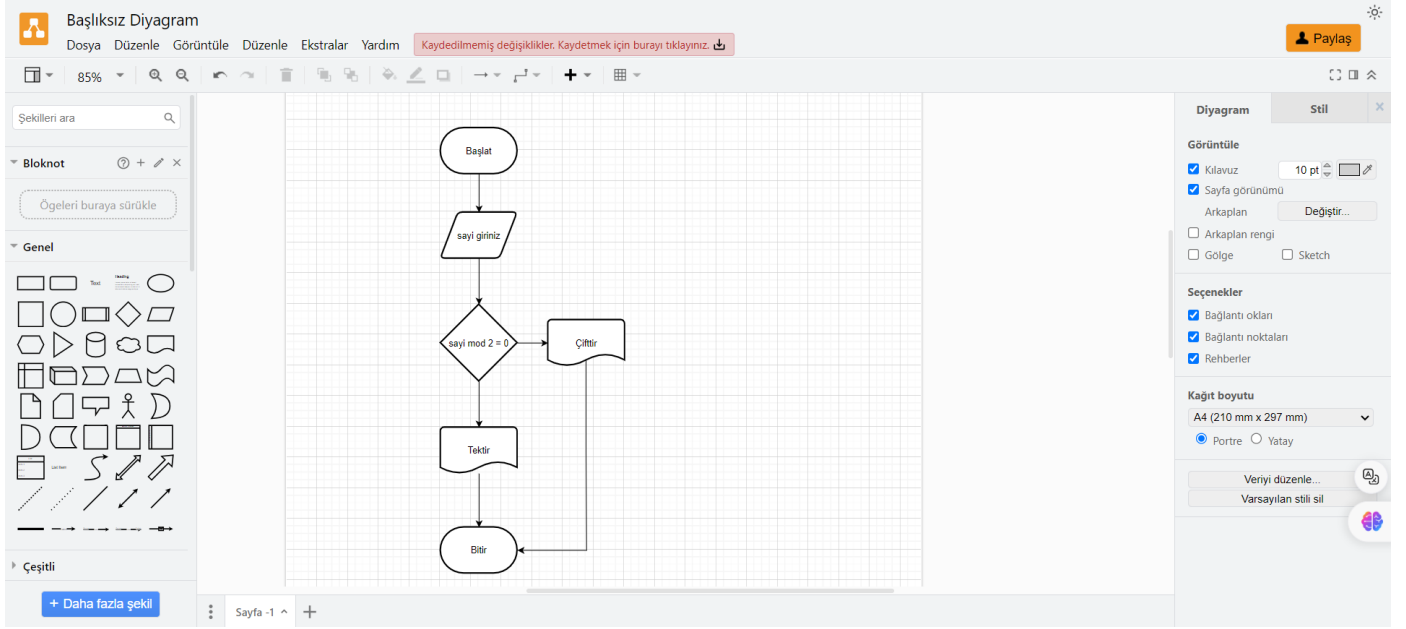 Başlıksız Diyagram
Dosya Düzenle Görüntüle Düzenle Ekstralar Yardım
Kaydedilmemiş değişiklikler. Kaydetmek için burayı tıklayınız.
Paylaş
85%
Şekilleri ara
Bloknot
Ögeleri buraya sürükle
Genel
Text
Heading
List Item
Çeşitli
+ Daha fazla şekil
Başlat
sayi giriniz
sayi mod 2 = 0
Çifttir
Tektir
Bitir
Sayfa -1
Diyagram
Stil
Görüntüle
Kılavuz
10 pt
Sayfa görünümü
Arkaplan
Değiştir...
Arkaplan rengi
Gölge
Sketch
Seçenekler
Bağlantı okları
Bağlantı noktaları
Rehberler
Kağıt boyutu
A4 (210 mm x 297 mm)
Portre
Yatay
Veriyi düzenle...
Varsayılan stili sil